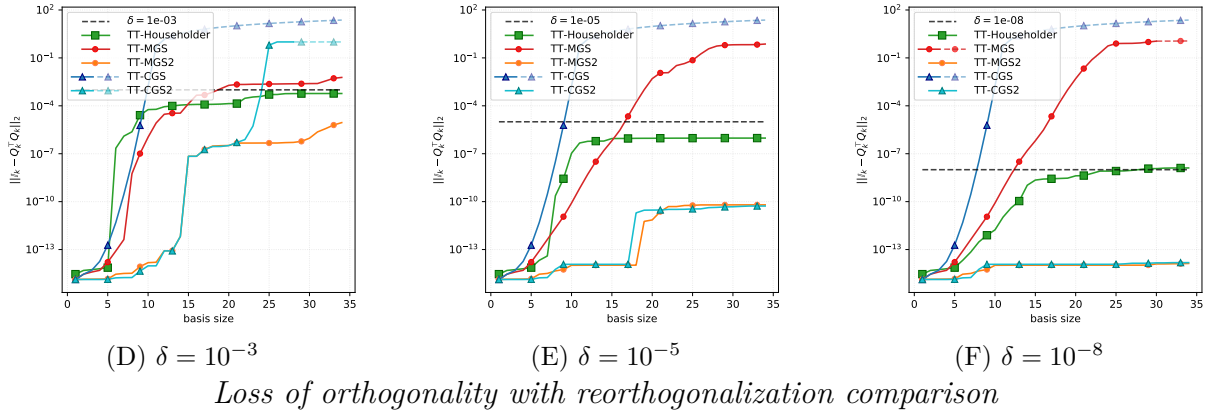 δ = 1e-03
TT-Householder
TT-MGS
TT-MGS2
TT-CGS
TT-CGS2
10^2
10^-1
10^-4
10^-7
10^-10
10^-13
||𝕀_k − Q_k^⊤ Q_k||_2
0 5 10 15 20 25 30 35
basis size
(D) δ = 10^−3
δ = 1e-05
TT-Householder
TT-MGS
TT-MGS2
TT-CGS
TT-CGS2
10^2
10^-1
10^-4
10^-7
10^-10
10^-13
||𝕀_k − Q_k^⊤ Q_k||_2
0 5 10 15 20 25 30 35
basis size
(E) δ = 10^−5
δ = 1e-08
TT-Householder
TT-MGS
TT-MGS2
TT-CGS
TT-CGS2
10^2
10^-1
10^-4
10^-7
10^-10
10^-13
||𝕀_k − Q_k^⊤ Q_k||_2
0 5 10 15 20 25 30 35
basis size
(F) δ = 10^−8
Loss of orthogonality with reorthogonalization comparison